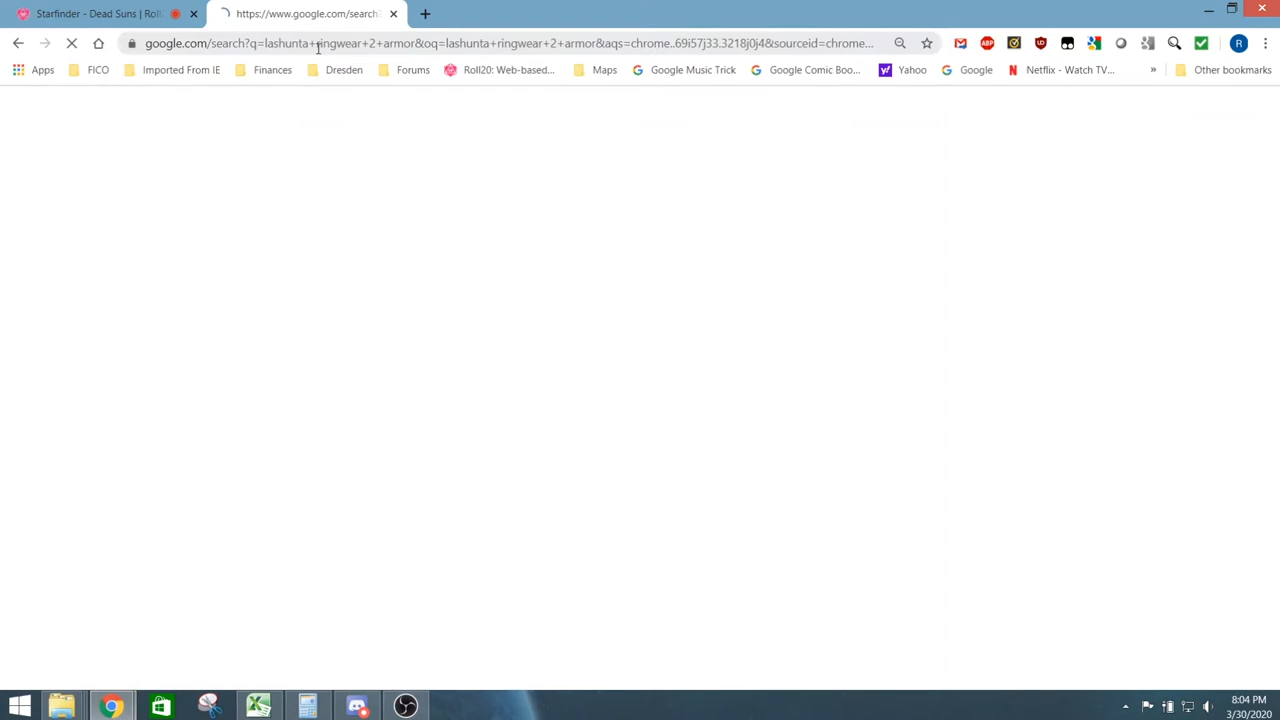 Starfinder - Dead Suns | Roll2
https://www.google.com/search?
google.com/search?q=lashunta+ringwear+2+armor&oq=lashunta+ringwear+2+armor&aqs=chrome..69i57j33.3218j0j4&sourceid=chrome...
Apps FICO Imported From IE Finances Dresden Forums Roll20: Web-based... Maps Google Music Trick Google Comic Boo... Yahoo Google Netflix - Watch TV... » Other bookmarks
8:04 PM
3/30/2020